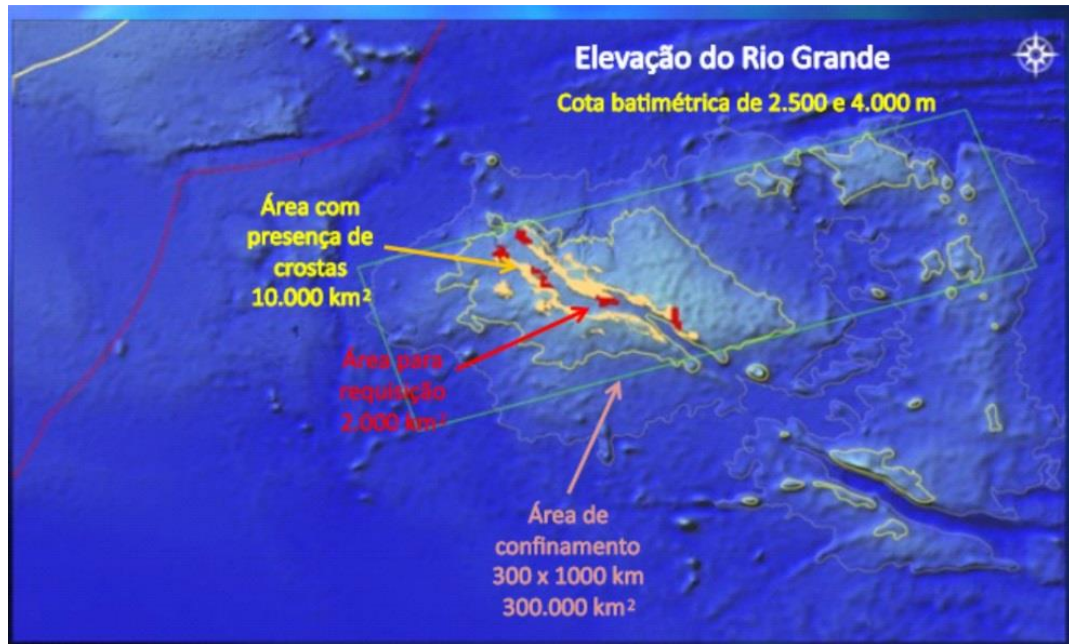 Elevação do Rio Grande
Cota batimétrica de 2.500 e 4.000 m
Área com
presença de
crostas
10.000 km²
Área para
requisição
2.000 km²
Área de
confinamento
300 x 1000 km
300.000 km²